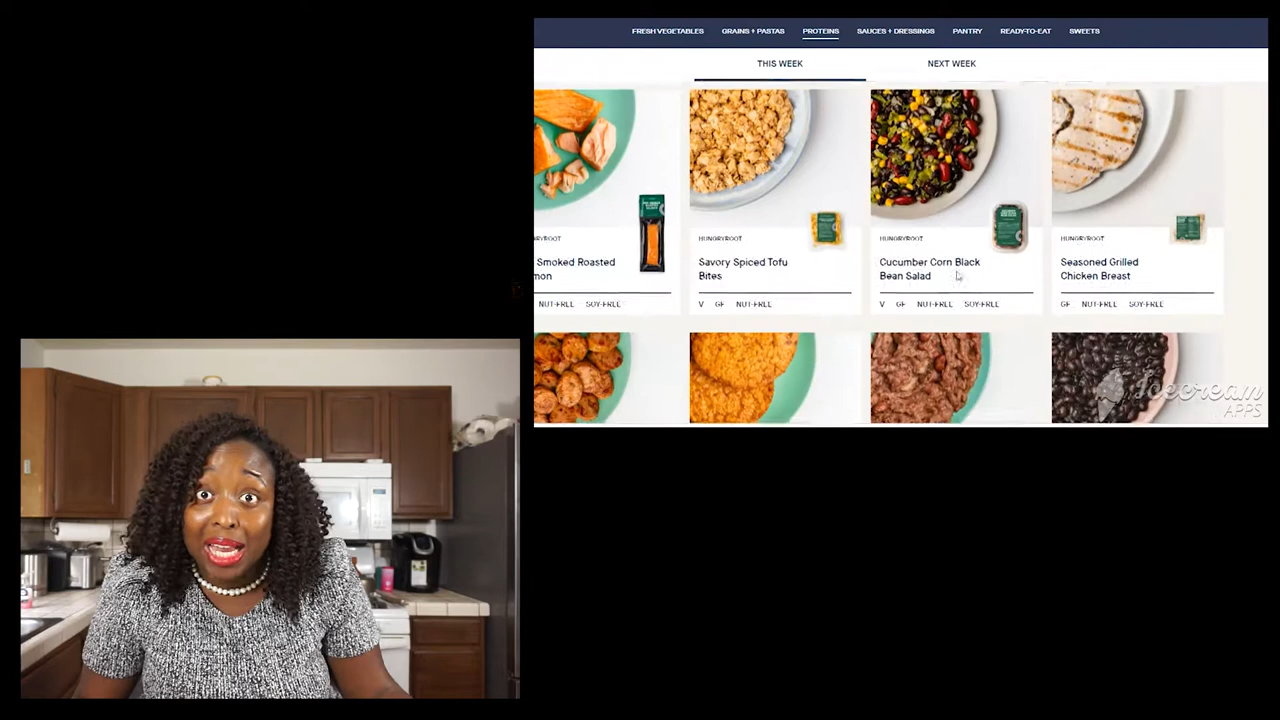 FRESH VEGETABLES GRAINS + PASTAS PROTEINS SAUCES + DRESSINGS PANTRY READY-TO-EAT SWEETS
THIS WEEK NEXT WEEK
HUNGRYROOT HUNGRYROOT HUNGRYROOT
Smoked Roasted
Savory Spiced Tofu
Bites
Cucumber Corn Black
Bean Salad
Seasoned Grilled
Chicken Breast
NUT-FREE SOY-FREE
V GF NUT-FREE
V GF NUT-FREE SOY-FREE
GF NUT-FREE SOY-FREE
Icecream
APPS